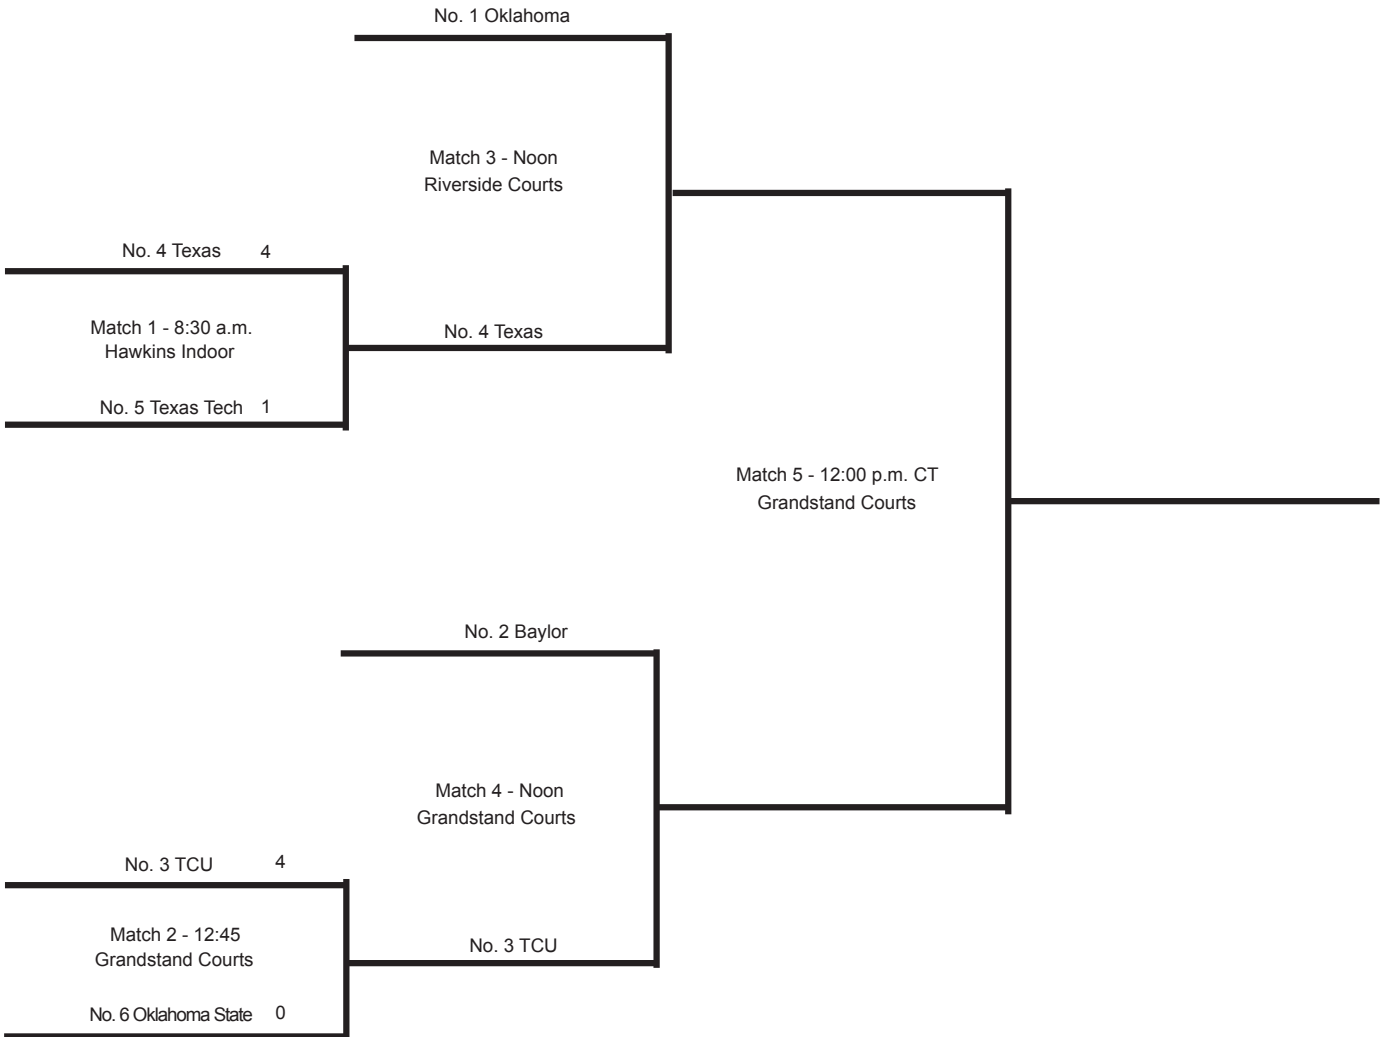 No. 1 Oklahoma
Match 3 - Noon
Riverside Courts
No. 4 Texas 4
Match 1 - 8:30 a.m.
Hawkins Indoor
No. 4 Texas
No. 5 Texas Tech 1
Match 5 - 12:00 p.m. CT
Grandstand Courts
No. 2 Baylor
Match 4 - Noon
Grandstand Courts
No. 3 TCU 4
Match 2 - 12:45
Grandstand Courts
No. 3 TCU
No. 6 Oklahoma State 0